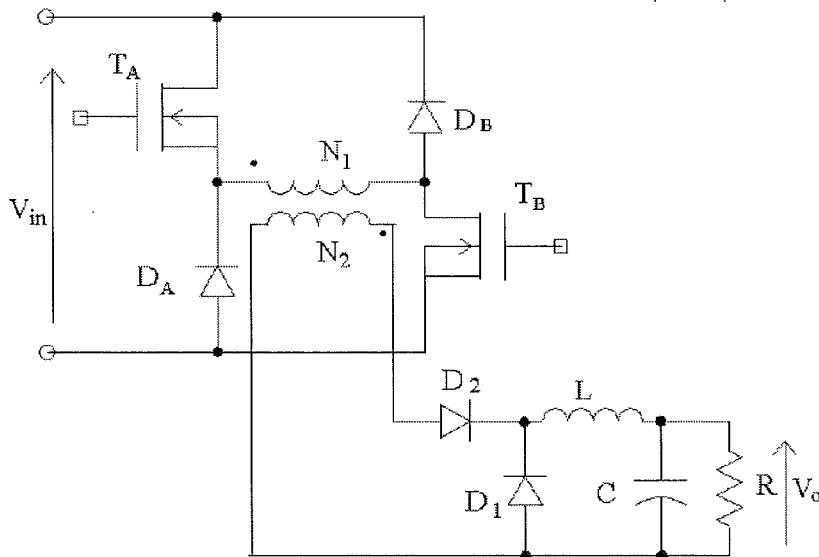 T_A
D_B
N_1
T_B
V_in
N_2
D_A
D_2
L
D_1
C
R
V_o